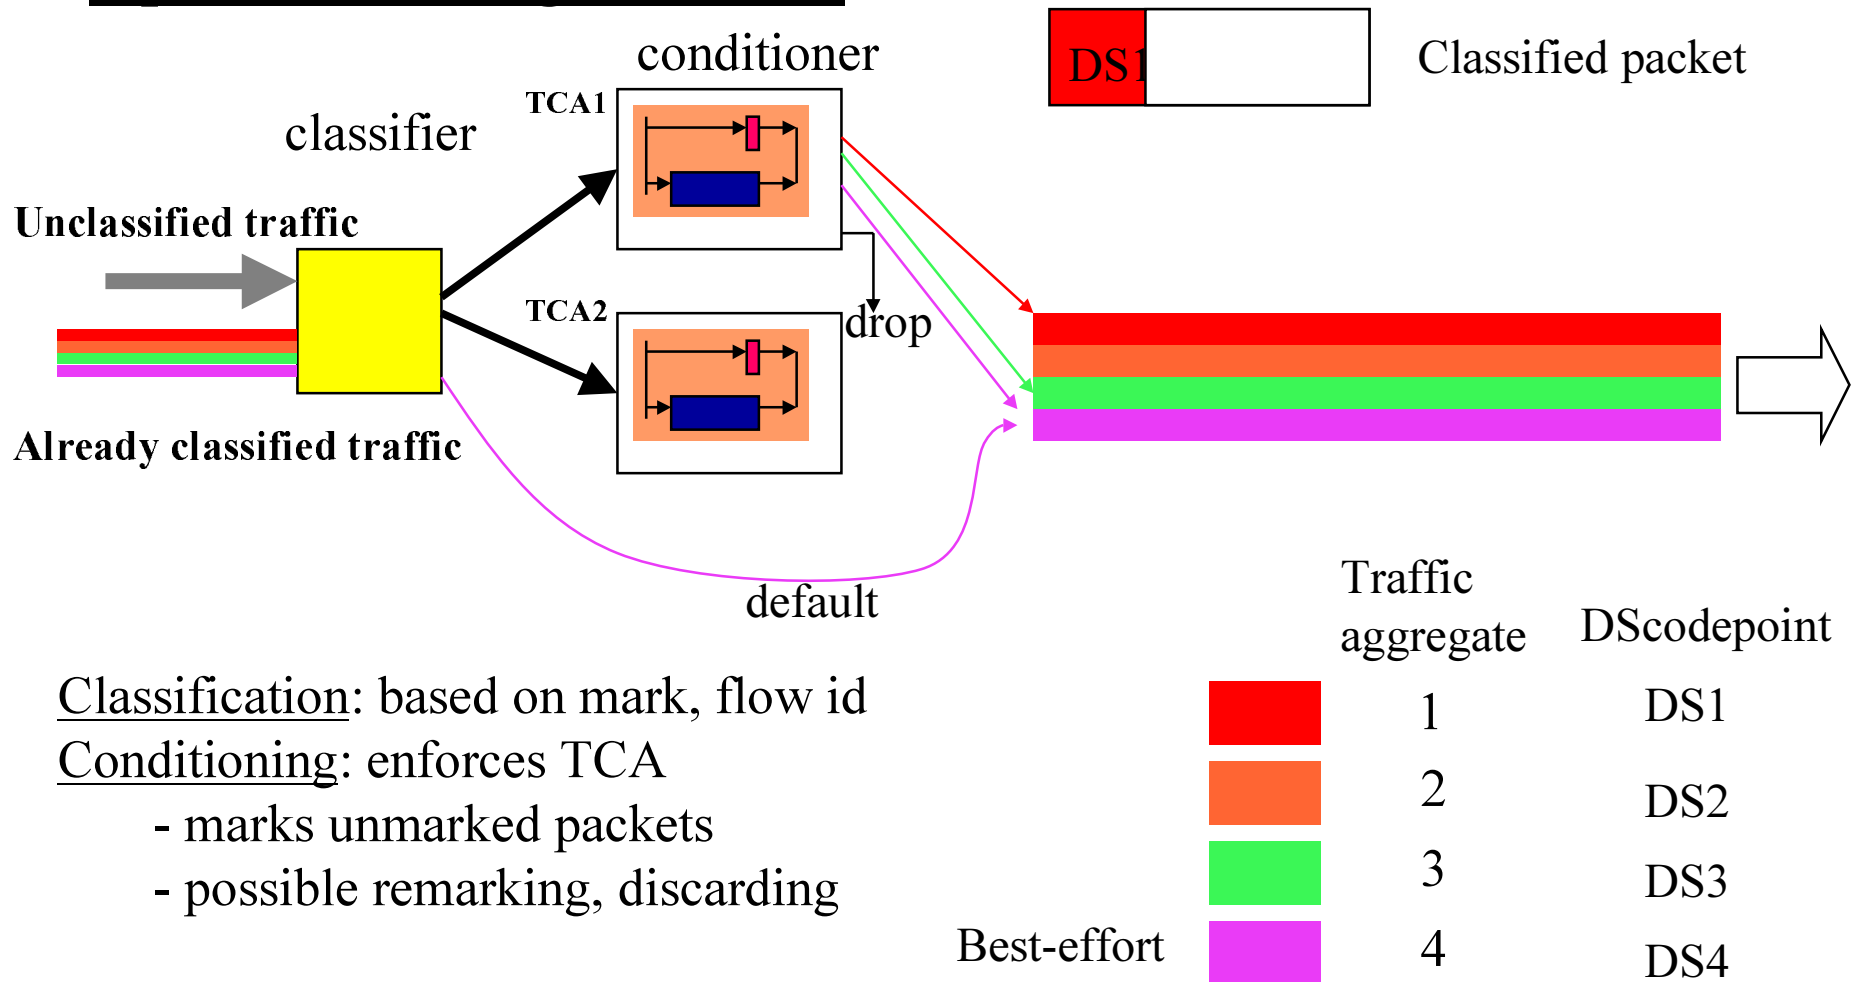 conditioner
DS1
Classified packet
TCA1
classifier
Unclassified traffic
TCA2
drop
Already classified traffic
default
Traffic
aggregate
DScodepoint
Classification: based on mark, flow id
Conditioning: enforces TCA
- marks unmarked packets
- possible remarking, discarding
1 DS1
2 DS2
3 DS3
Best-effort 4 DS4